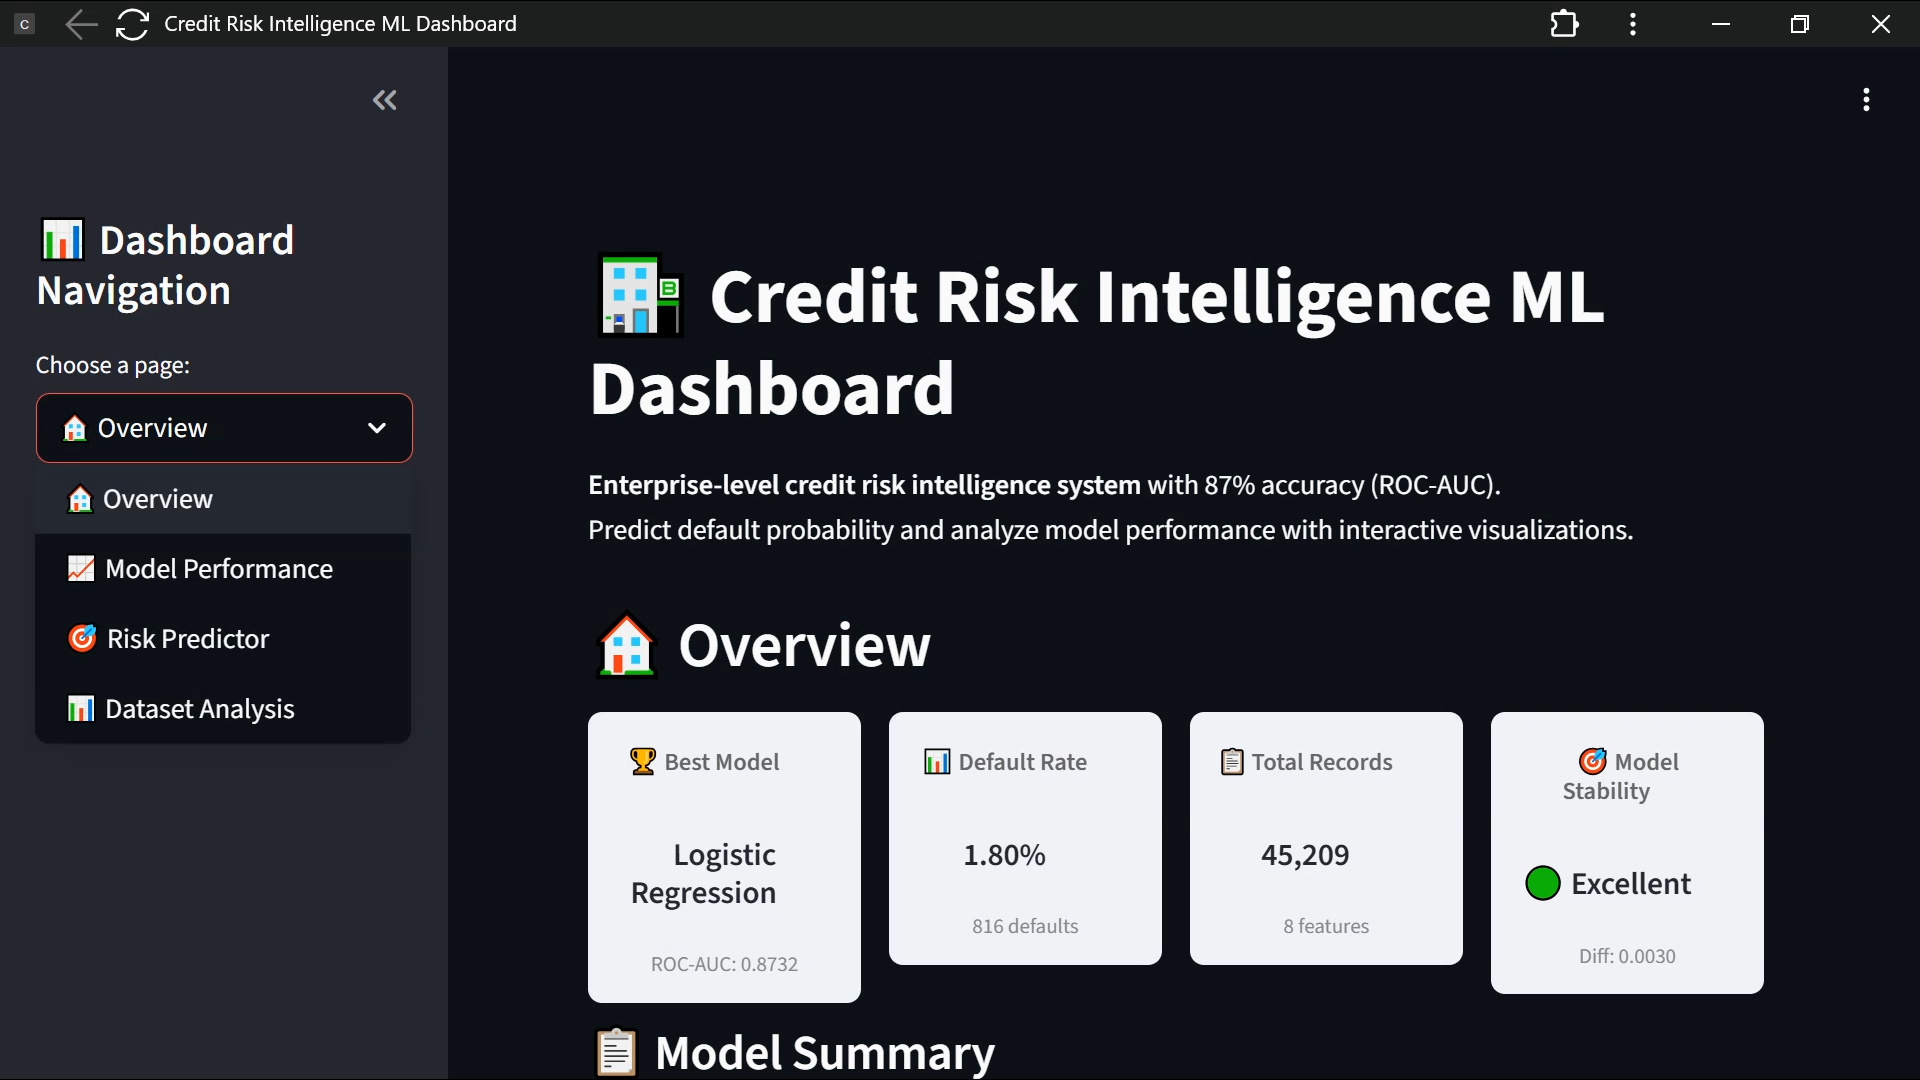 C
Credit Risk Intelligence ML Dashboard
Dashboard
Navigation
Choose a page:
Overview
Overview
Model Performance
Risk Predictor
Dataset Analysis
Credit Risk Intelligence ML
Dashboard
Enterprise-level credit risk intelligence system with 87% accuracy (ROC-AUC).
Predict default probability and analyze model performance with interactive visualizations.
Overview
Best Model
Logistic
Regression
ROC-AUC: 0.8732
Default Rate
1.80%
816 defaults
Total Records
45,209
8 features
Model
Stability
Excellent
Diff: 0.0030
Model Summary